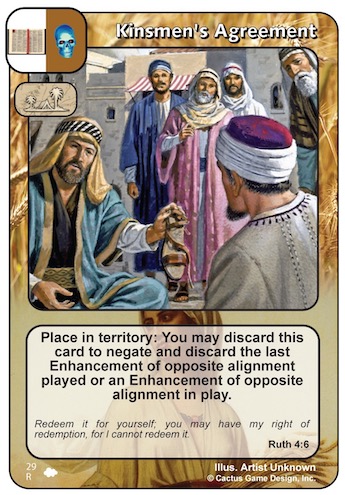 Kinsmen's Agreement
Place in territory: You may discard this
card to negate and discard the last
Enhancement of opposite alignment
played or an Enhancement of opposite
alignment in play.
Redeem it for yourself; you may have my right of
redemption, for I cannot redeem it.
Ruth 4:6
29
R
Illus. Artist Unknown
© Cactus Game Design, Inc.